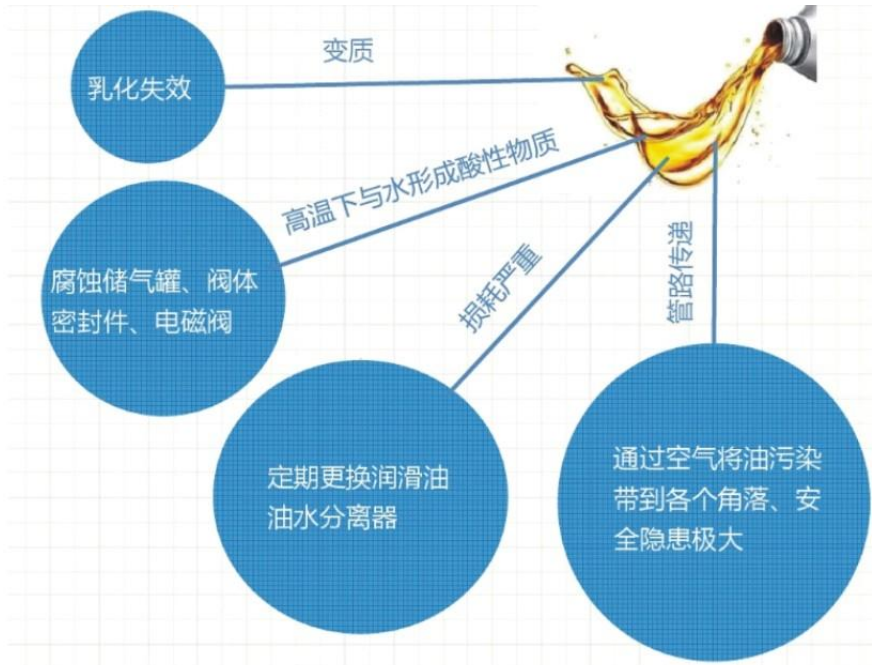 变质
乳化失效
高温下与水形成酸性物质
腐蚀储气罐、阀体
密封件、电磁阀
损耗严重
定期更换润滑油
油水分离器
管路传递
通过空气将油污染
带到各个角落、安
全隐患极大